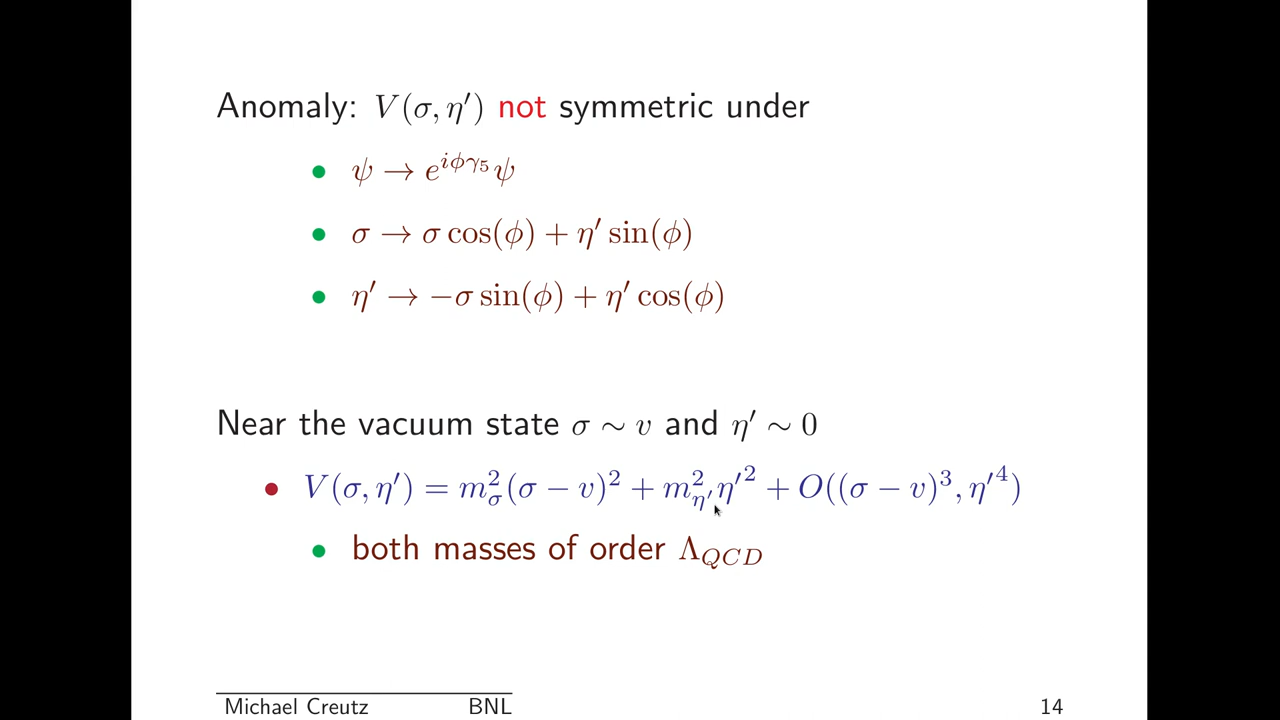 Anomaly: V(σ, η′) not symmetric under
• ψ → e^{iφγ₅}ψ
• σ → σ cos(φ) + η′ sin(φ)
• η′ → −σ sin(φ) + η′ cos(φ)
Near the vacuum state σ ∼ v and η′ ∼ 0
• V(σ, η′) = m_σ^2(σ − v)^2 + m_{η′}^2 η′^2 + O((σ − v)^3, η′^4)
• both masses of order Λ_{QCD}
Michael Creutz BNL 14